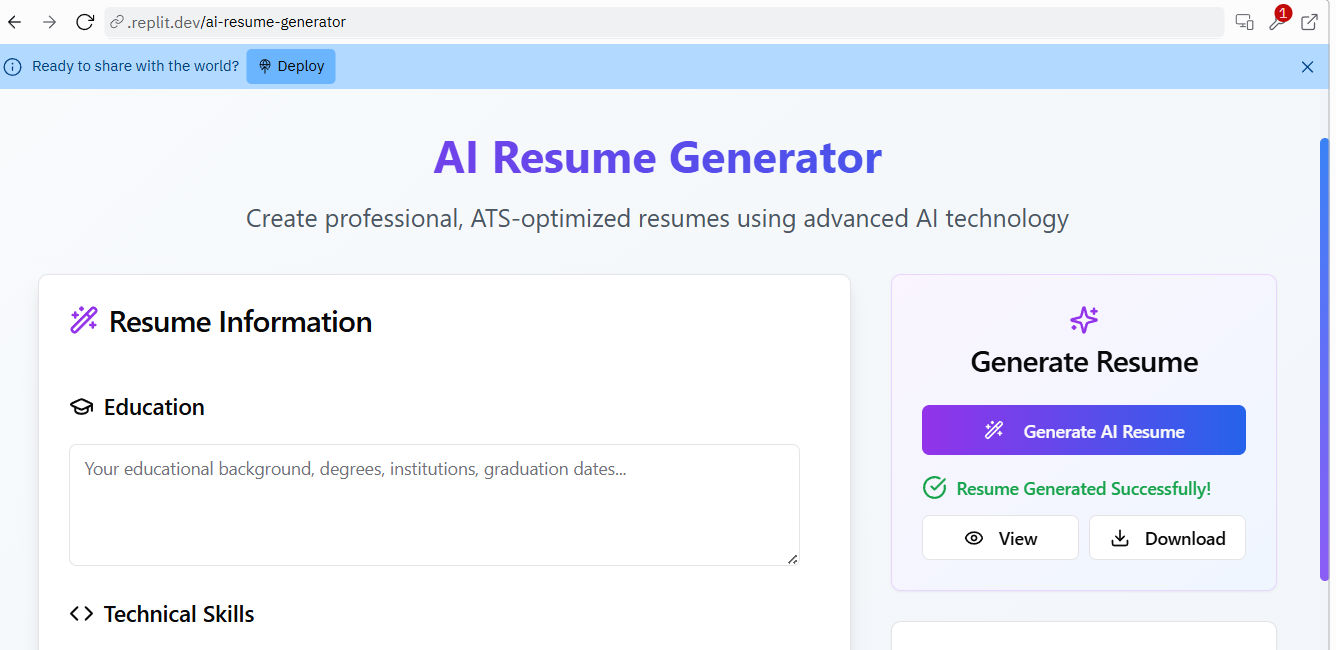 .replit.dev/ai-resume-generator
1
Ready to share with the world? Deploy
AI Resume Generator
Create professional, ATS-optimized resumes using advanced AI technology
Resume Information
Education
Your educational background, degrees, institutions, graduation dates...
Technical Skills
Generate Resume
Generate AI Resume
Resume Generated Successfully!
View Download